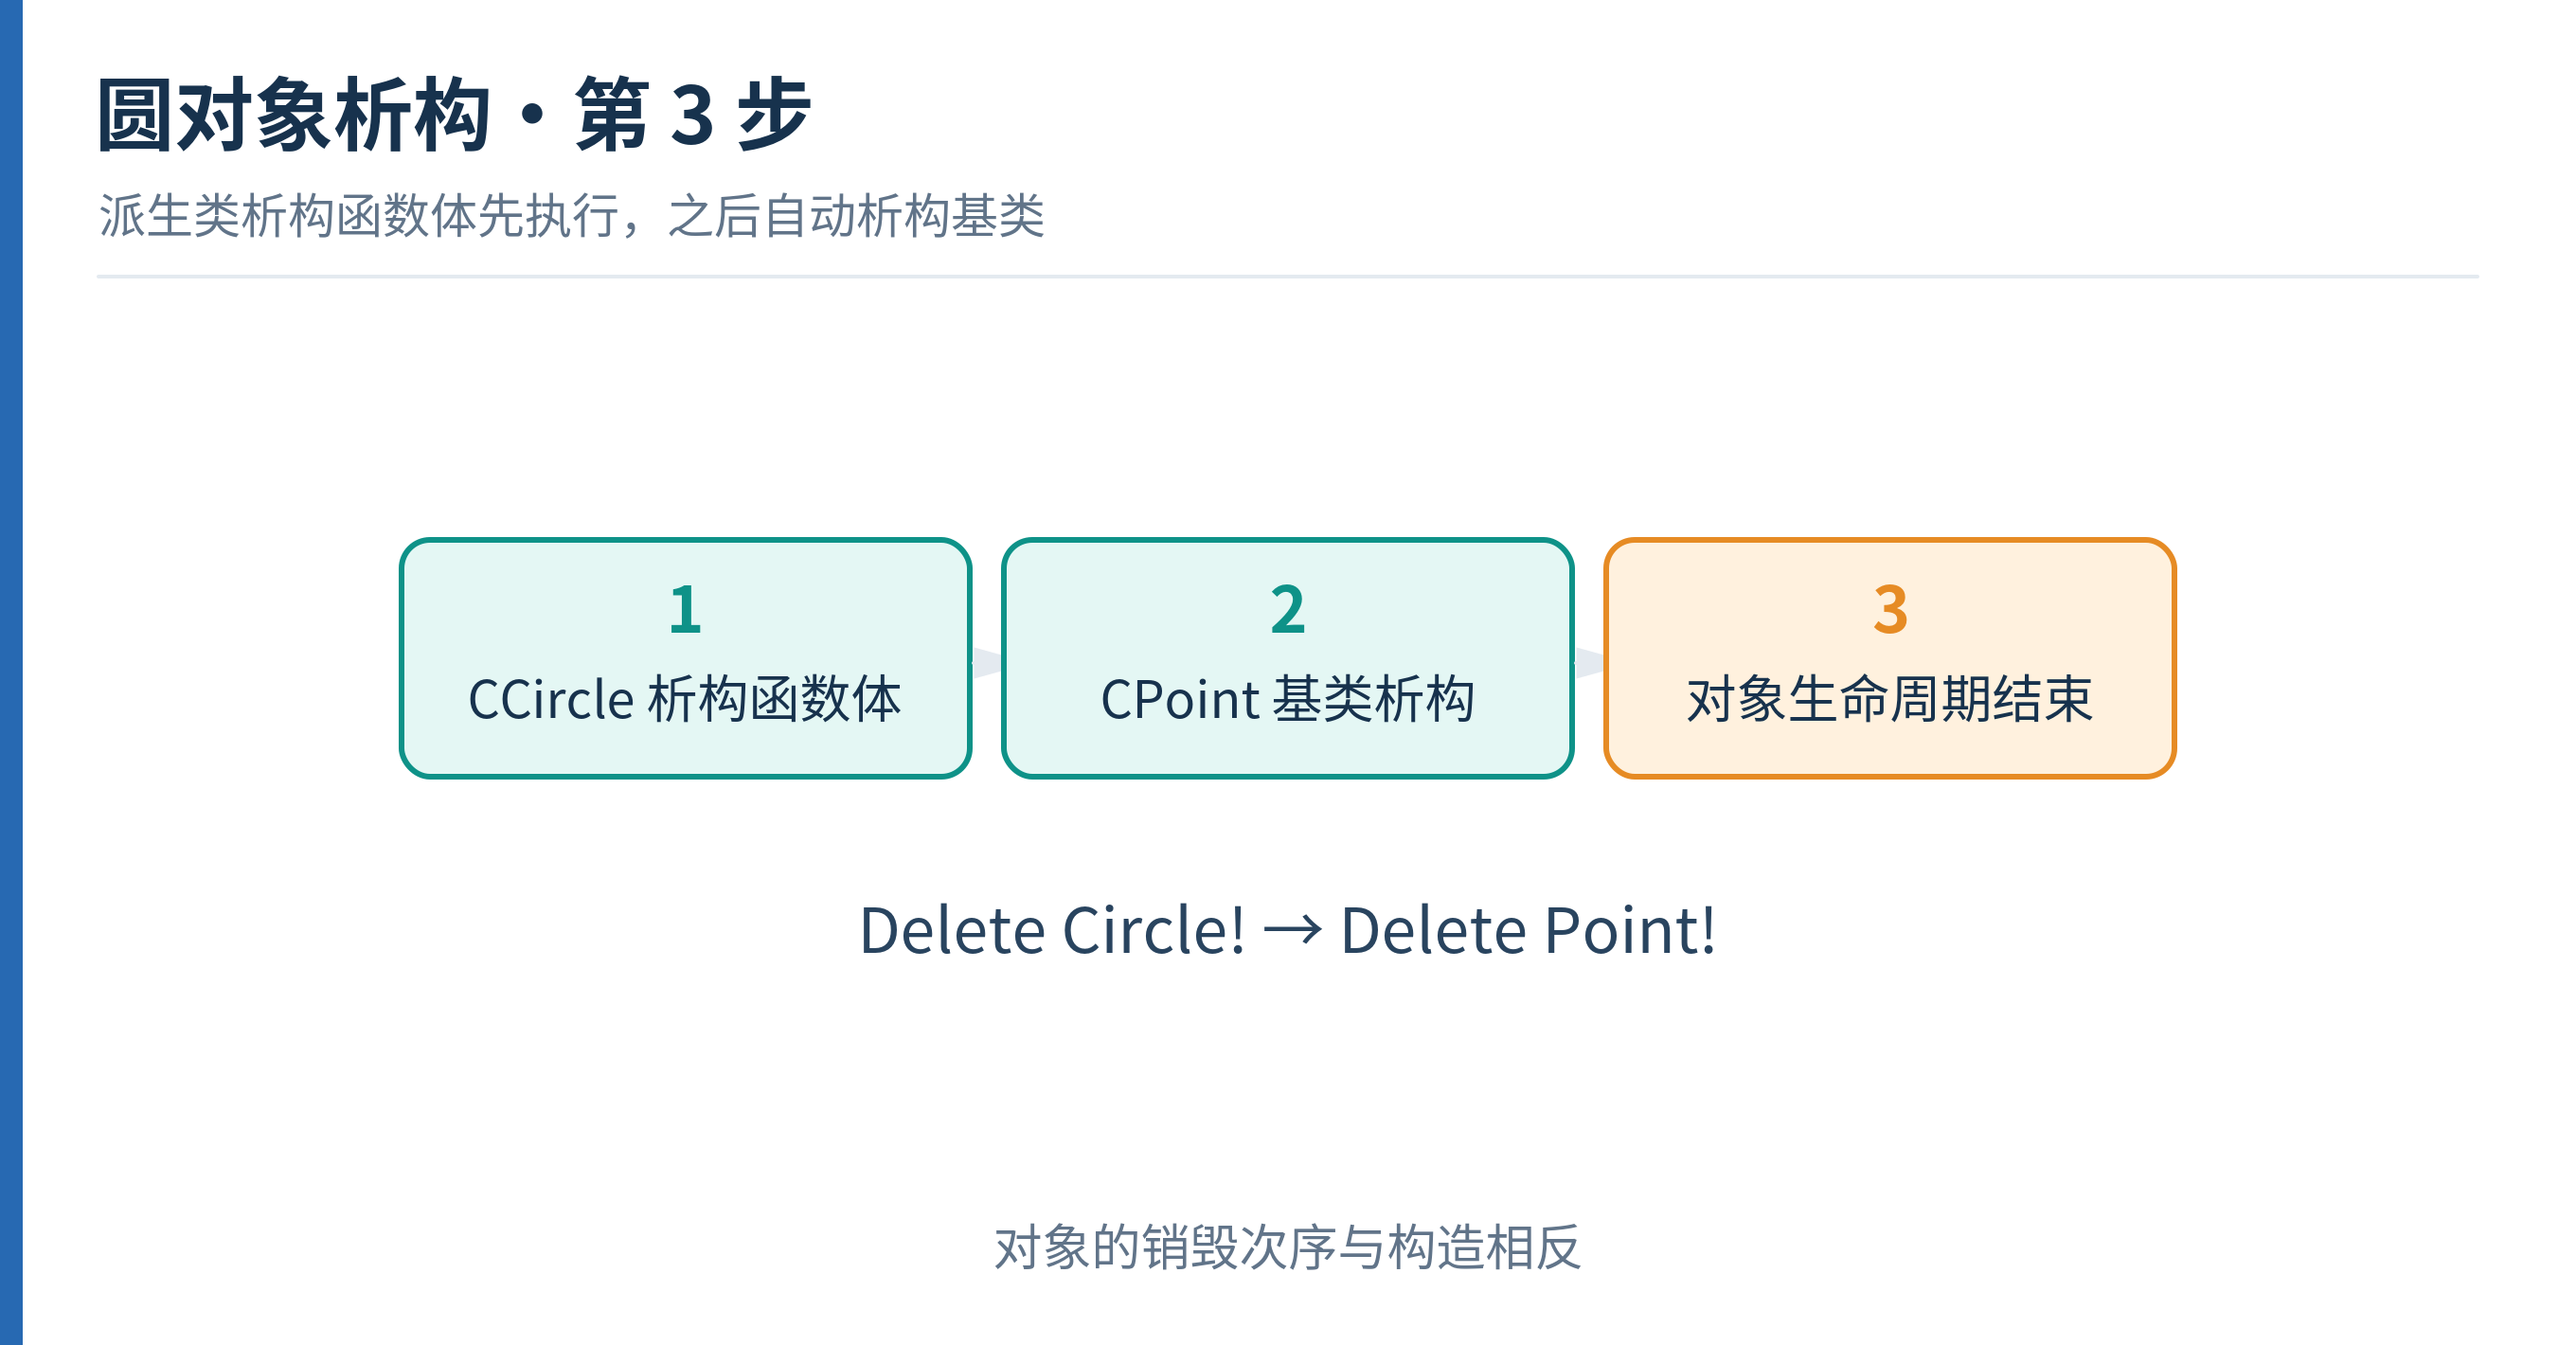 圆对象析构·第 3 步
派生类析构函数体先执行，之后自动析构基类
1
CCircle 析构函数体
2
CPoint 基类析构
3
对象生命周期结束
Delete Circle! → Delete Point!
对象的销毁次序与构造相反